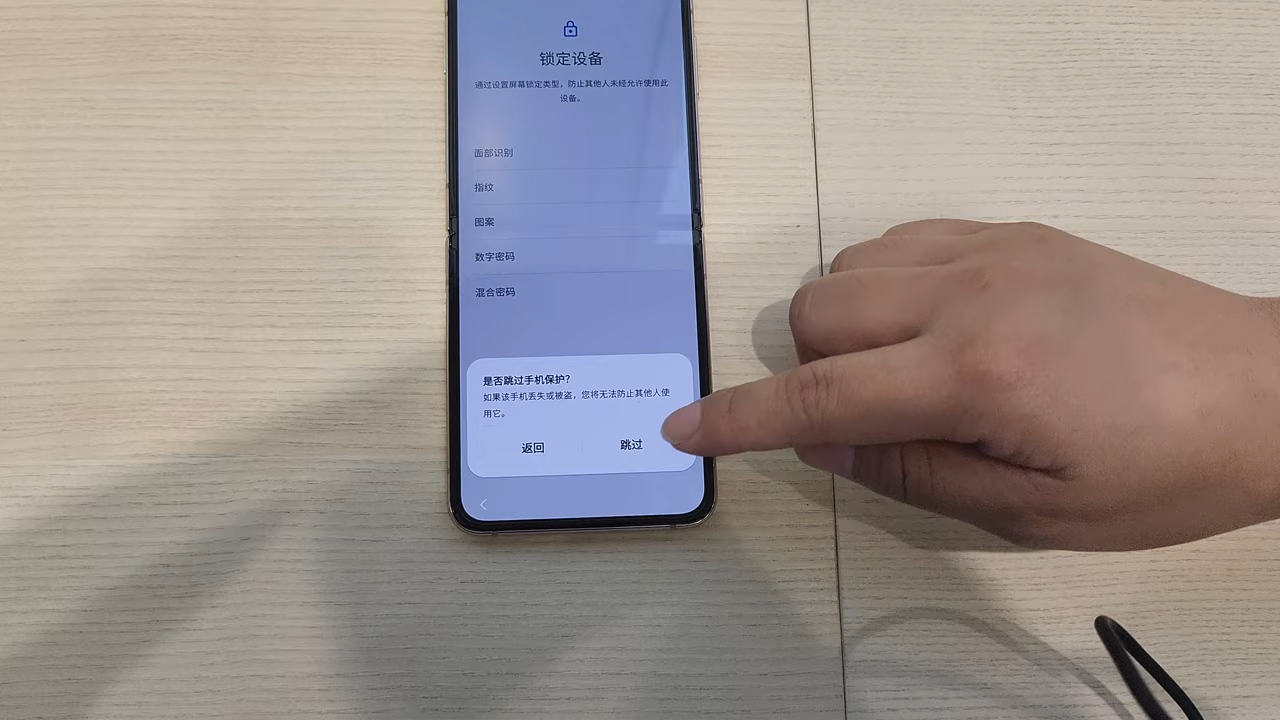 锁定设备
通过设置屏幕锁定类型，防止其他人未经允许使用此
设备。
面部识别
指纹
图案
数字密码
混合密码
是否跳过手机保护？
如果该手机丢失或被盗，您将无法防止其他人使
用它。
返回
跳过